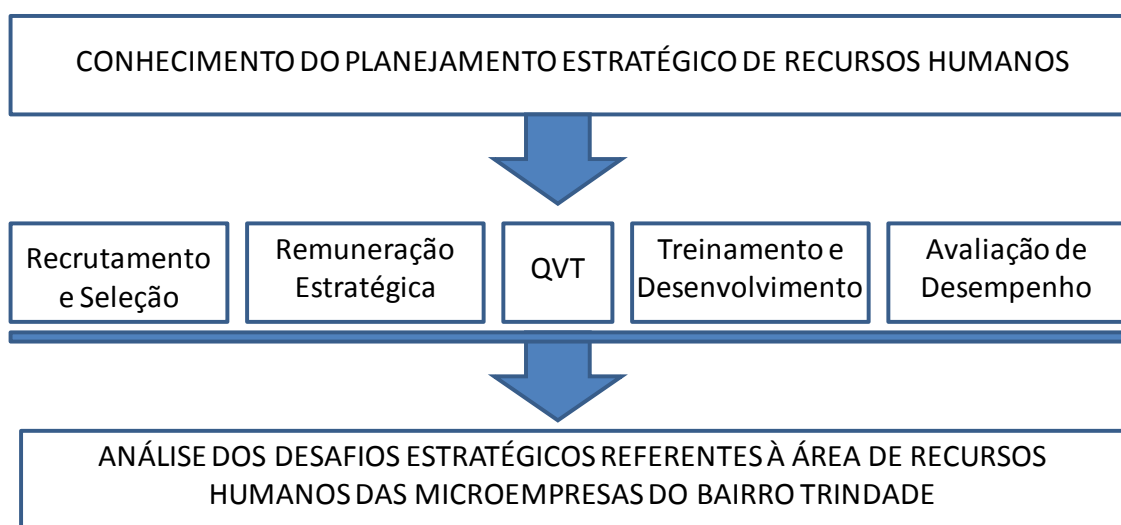 CONHECIMENTO DO PLANEJAMENTO ESTRATÉGICO DE RECURSOS HUMANOS
Recrutamento
e Seleção
Remuneração
Estratégica
QVT
Treinamento e
Desenvolvimento
Avaliação de
Desempenho
ANÁLISE DOS DESAFIOS ESTRATÉGICOS REFERENTES À ÁREA DE RECURSOS
HUMANOS DAS MICROEMPRESAS DO BAIRRO TRINDADE